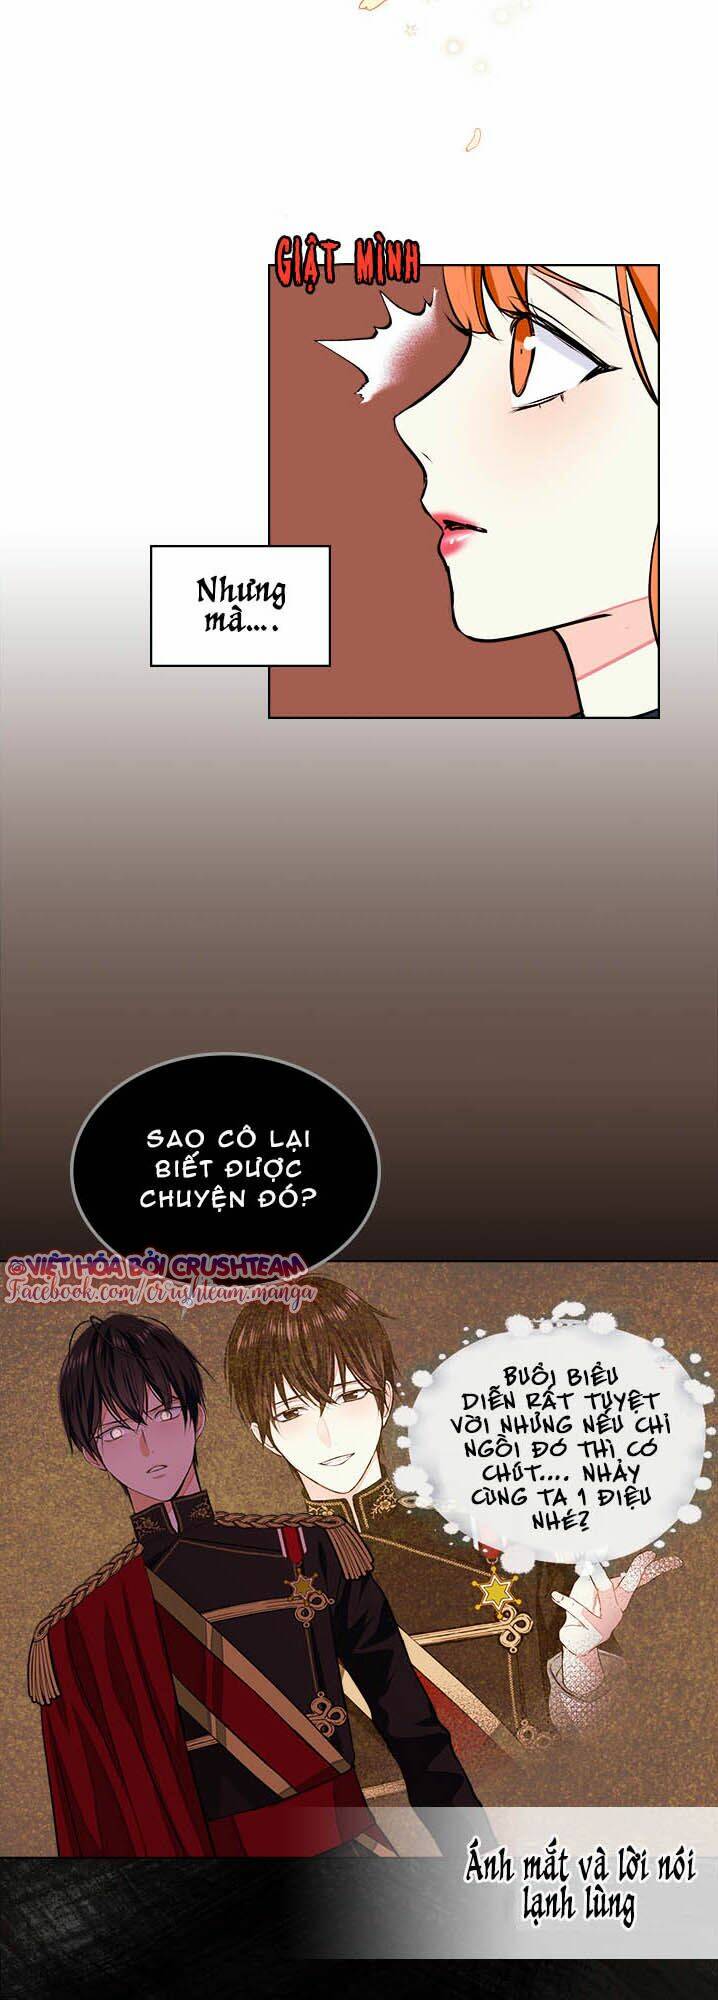 GIẬT MÌNH
Nhưng
mà....
SAO CÔ LẠI
BIẾT ĐƯỢC
CHUYỆN ĐÓ?
©VIỆT HÓA BỞI CRUSHTEAM
Facebook.com/crushteam.manga
BUỔI BIỂU
DIỄN RẤT TUYỆT
VỜI NHƯNG NẾU CHỈ
NGỒI ĐÓ THÌ CÓ
CHÚT.... NHẢY
CÙNG TA 1 ĐIỆU
NHÉ?
Ánh mắt và lời nói
lạnh lùng